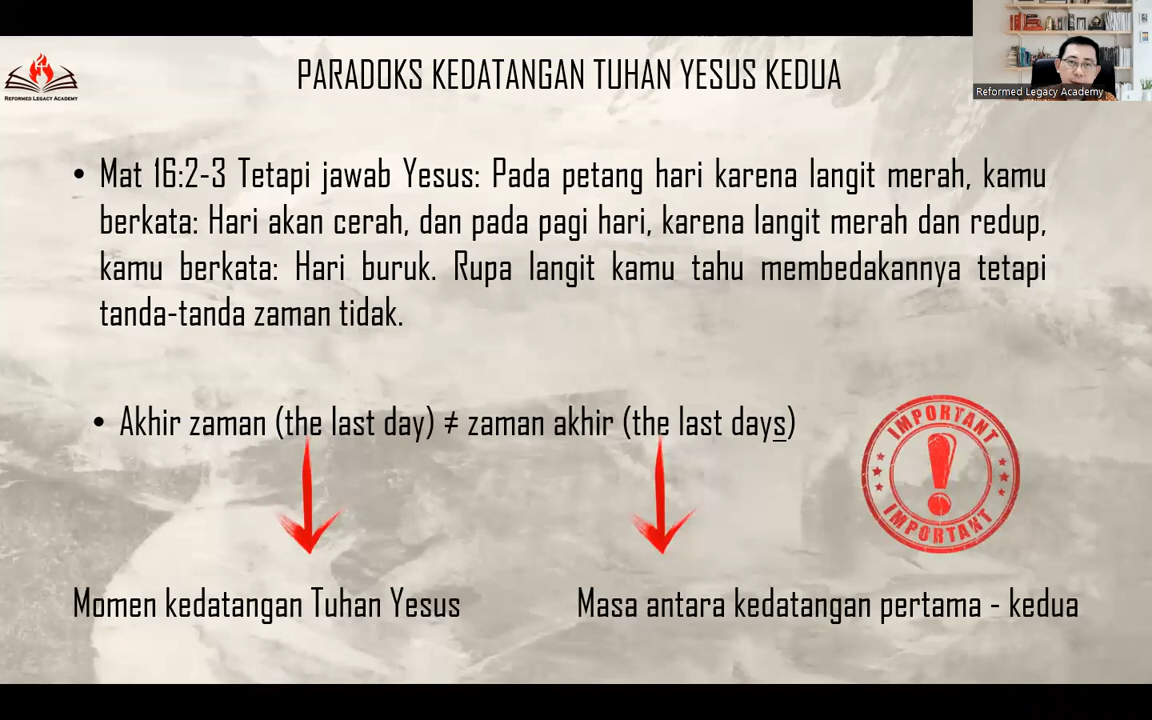 PARADOKS KEDATANGAN TUHAN YESUS KEDUA
Reformed Legacy Academy
REFORMED LEGACY ACADEMY
• Mat 16:2-3 Tetapi jawab Yesus: Pada petang hari karena langit merah, kamu
berkata: Hari akan cerah, dan pada pagi hari, karena langit merah dan redup,
kamu berkata: Hari buruk. Rupa langit kamu tahu membedakannya tetapi
tanda-tanda zaman tidak.
• Akhir zaman (the last day) ≠ zaman akhir (the last days)
IMPORTANT
IMPORTANT
Momen kedatangan Tuhan Yesus
Masa antara kedatangan pertama - kedua